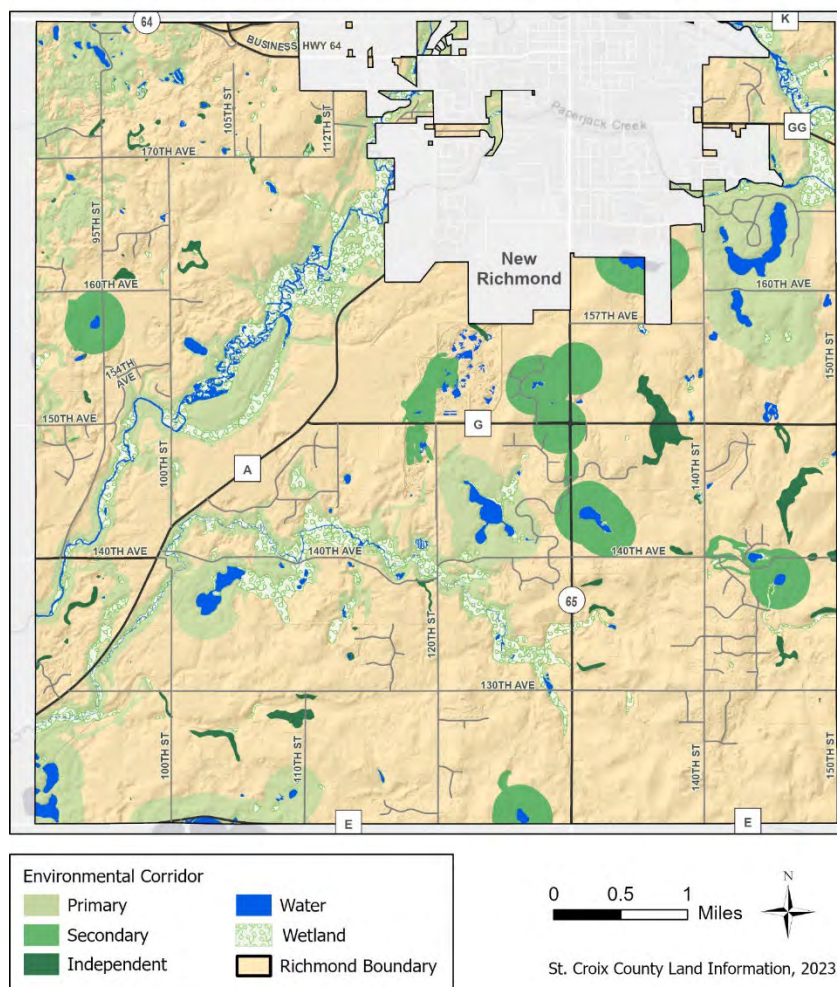 64
K
BUSINESS HWY 64
105TH ST
112TH ST
Paperjack Creek
GG
170TH AVE
95TH ST
New
Richmond
160TH AVE
160TH AVE
157TH AVE
150TH ST
154TH
AVE
150TH AVE
G
100TH ST
A
140TH ST
140TH AVE
140TH AVE
140TH AVE
65
120TH ST
130TH AVE
100TH ST
110TH ST
140TH ST
150TH ST
E
E
Environmental Corridor
Primary
Secondary
Independent
Water
Wetland
Richmond Boundary
N
0 0.5 1
Miles
St. Croix County Land Information, 2023